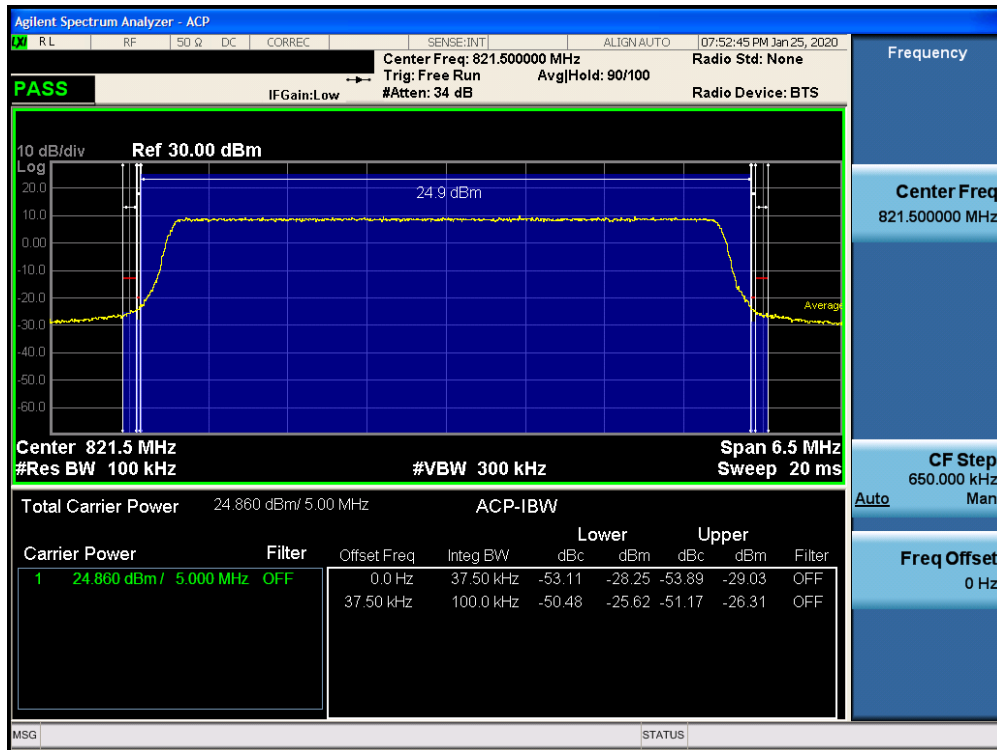 Agilent Spectrum Analyzer - ACP
LXI RL RF 50 Ω DC CORREC SENSE:INT ALIGN AUTO 07:52:45 PM Jan 25, 2020
Center Freq: 821.500000 MHz Radio Std: None
Trig: Free Run Avg|Hold: 90/100
PASS IFGain:Low #Atten: 34 dB Radio Device: BTS
10 dB/div Ref 30.00 dBm
Log
24.9 dBm
20.0
10.0
0.00
-10.0
-20.0
Average
-30.0
-40.0
-50.0
-60.0
Center 821.5 MHz Span 6.5 MHz
#Res BW 100 kHz #VBW 300 kHz Sweep 20 ms
Total Carrier Power 24.860 dBm/ 5.00 MHz ACP-IBW
Lower Upper
Carrier Power Filter Offset Freq Integ BW dBc dBm dBc dBm Filter
1 24.860 dBm / 5.000 MHz OFF 0.0 Hz 37.50 kHz -53.11 -28.25 -53.89 -29.03 OFF
37.50 kHz 100.0 kHz -50.48 -25.62 -51.17 -26.31 OFF
MSG STATUS
Frequency
Center Freq
821.500000 MHz
CF Step
650.000 kHz
Auto Man
Freq Offset
0 Hz